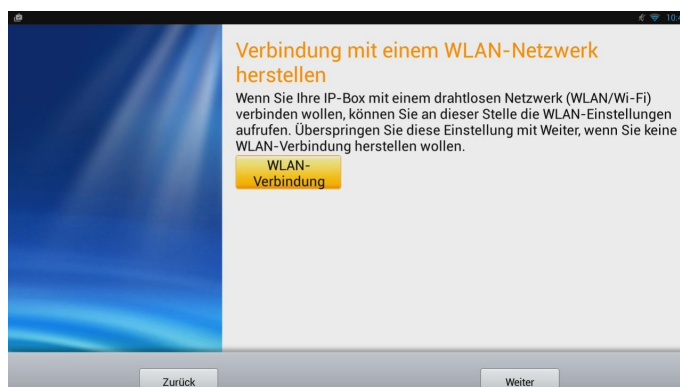 10:4
Verbindung mit einem WLAN-Netzwerk
herstellen
Wenn Sie Ihre IP-Box mit einem drahtlosen Netzwerk (WLAN/Wi-Fi)
verbinden wollen, können Sie an dieser Stelle die WLAN-Einstellungen
aufrufen. Überspringen Sie diese Einstellung mit Weiter, wenn Sie keine
WLAN-Verbindung herstellen wollen.
WLAN-
Verbindung
Zurück
Weiter